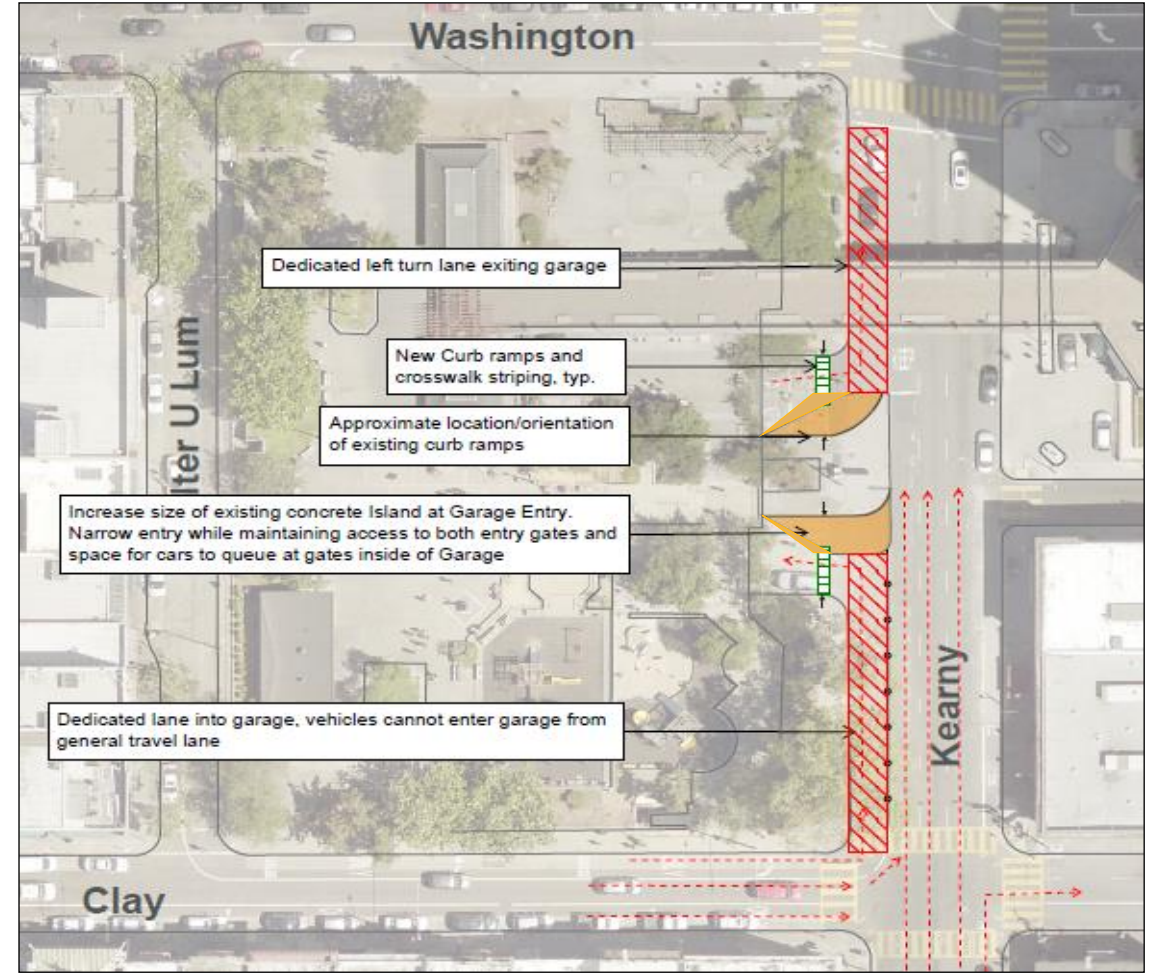 Washington
Dedicated left turn lane exiting garage
New Curb ramps and
crosswalk striping, typ.
Approximate location/orientation
of existing curb ramps
lter U Lum
Increase size of existing concrete Island at Garage Entry.
Narrow entry while maintaining access to both entry gates and
space for cars to queue at gates inside of Garage
Dedicated lane into garage, vehicles cannot enter garage from
general travel lane
Kearny
Clay